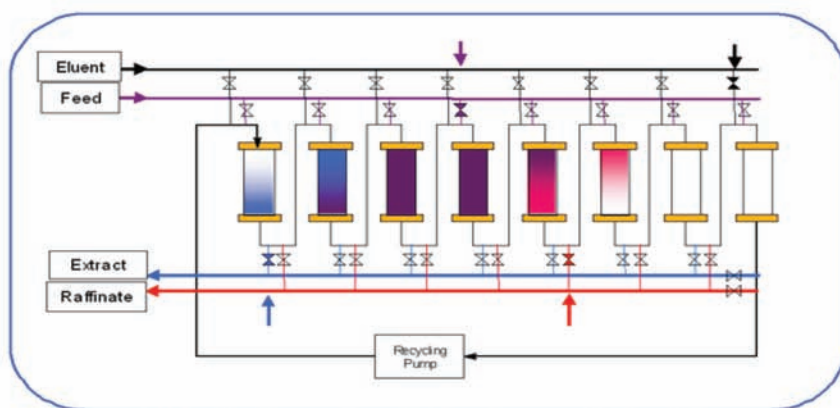 Eluent
Feed
Extract
Raffinate
Recycling
Pump